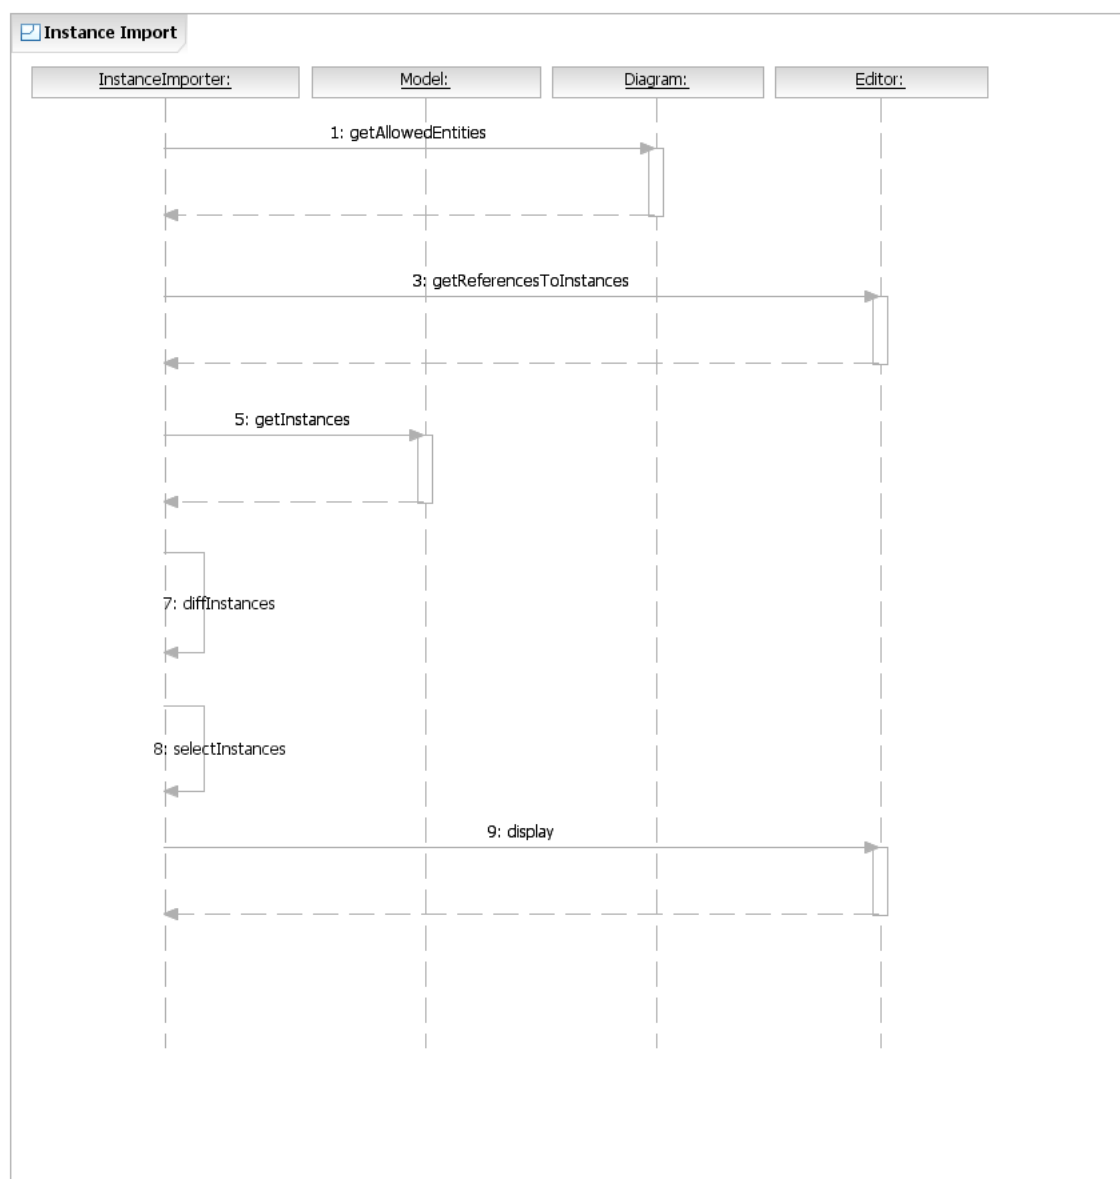 Instance Import
InstanceImporter: Model: Diagram: Editor:
1: getAllowedEntities
3: getReferencesToInstances
5: getInstances
7: diffInstances
8: selectInstances
9: display